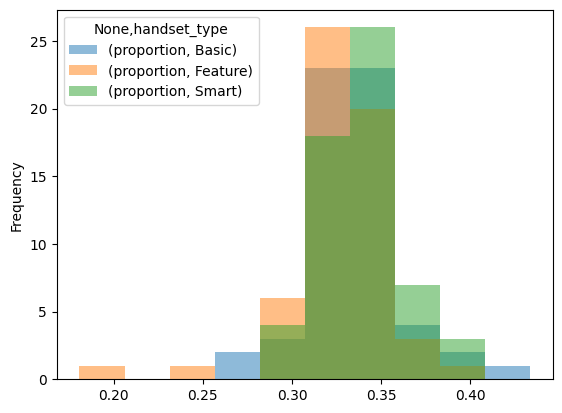 None,handset_type
(proportion, Basic)
(proportion, Feature)
(proportion, Smart)
Frequency
25
20
15
10
5
0
0.20 0.25 0.30 0.35 0.40